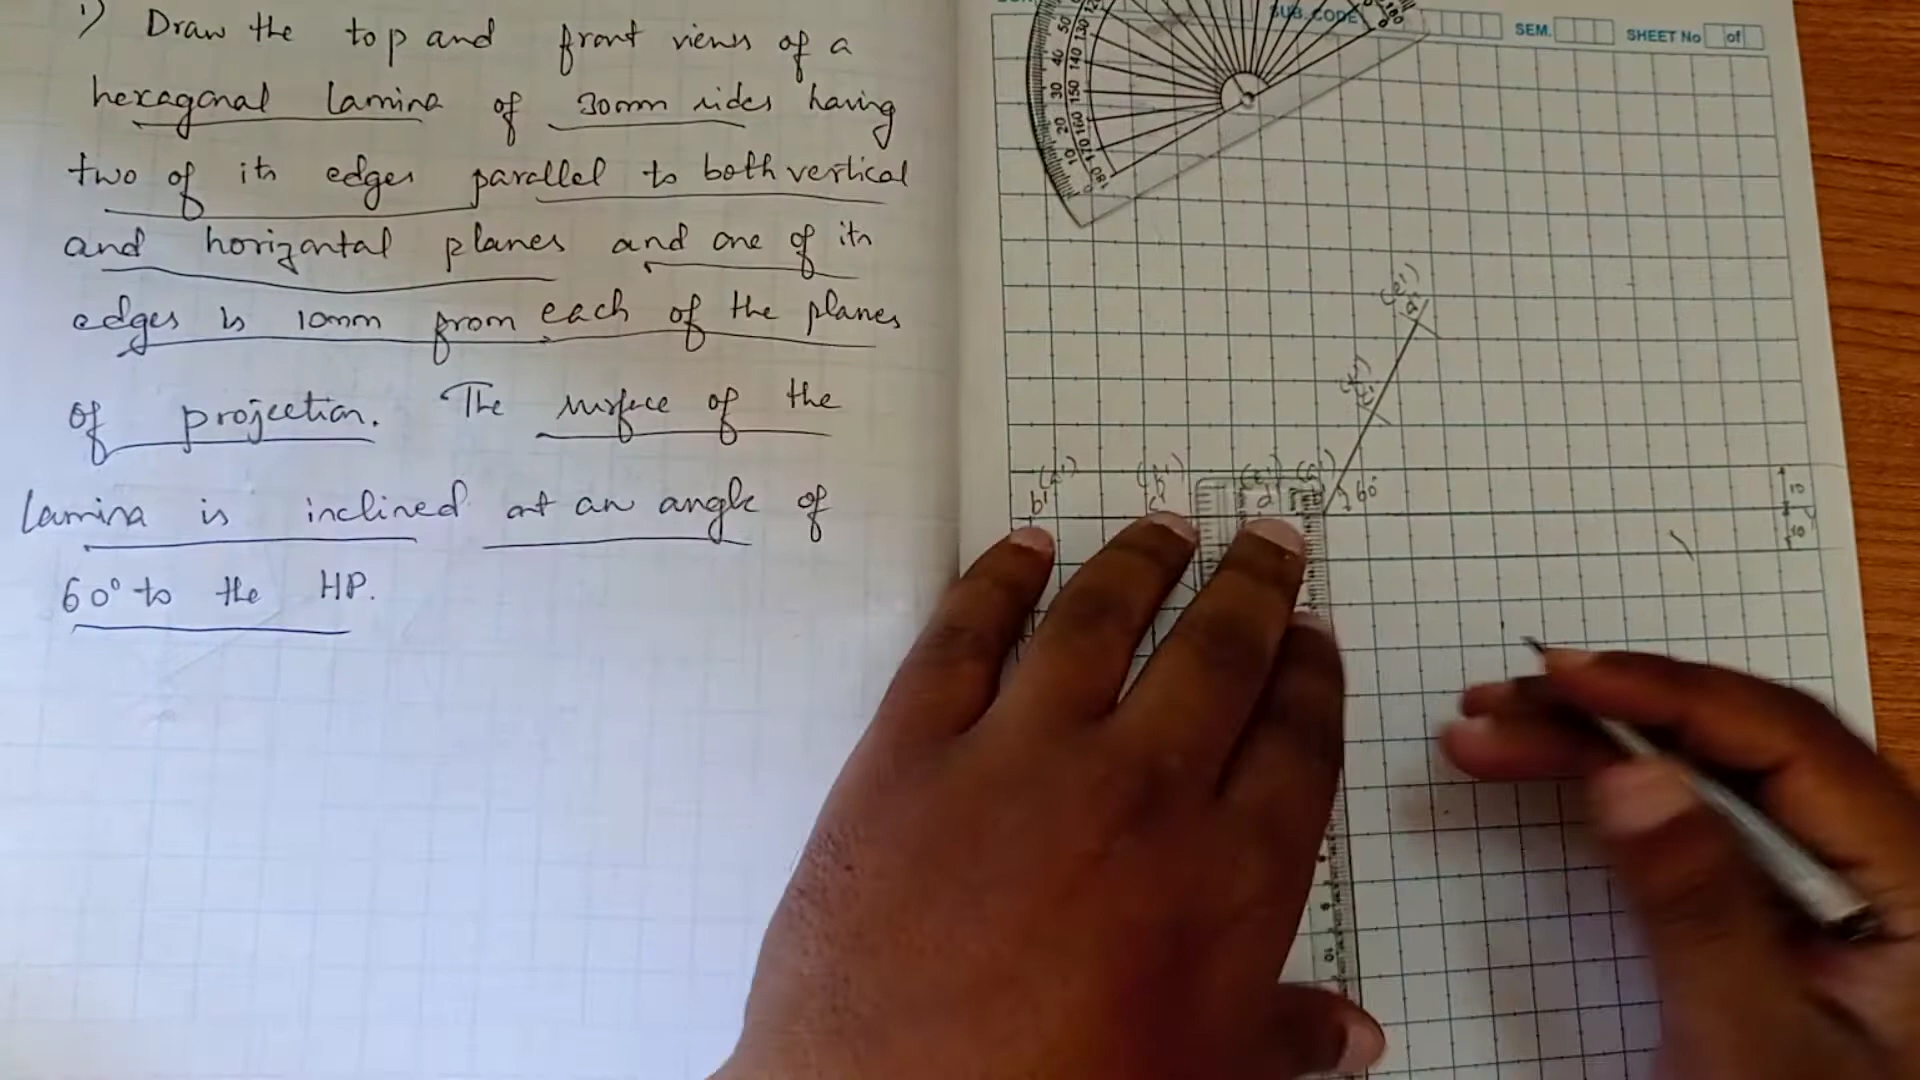 1) Draw the top and front views of a
hexagonal lamina of 30mm sides having
two of its edges parallel to both vertical
and horizontal planes and one of its
edges is 10mm from each of the planes
of projection. The surface of the
Lamina is inclined at an angle of
60° to the HP.
SUB. CODE
SEM.
SHEET No of
60°
10
10